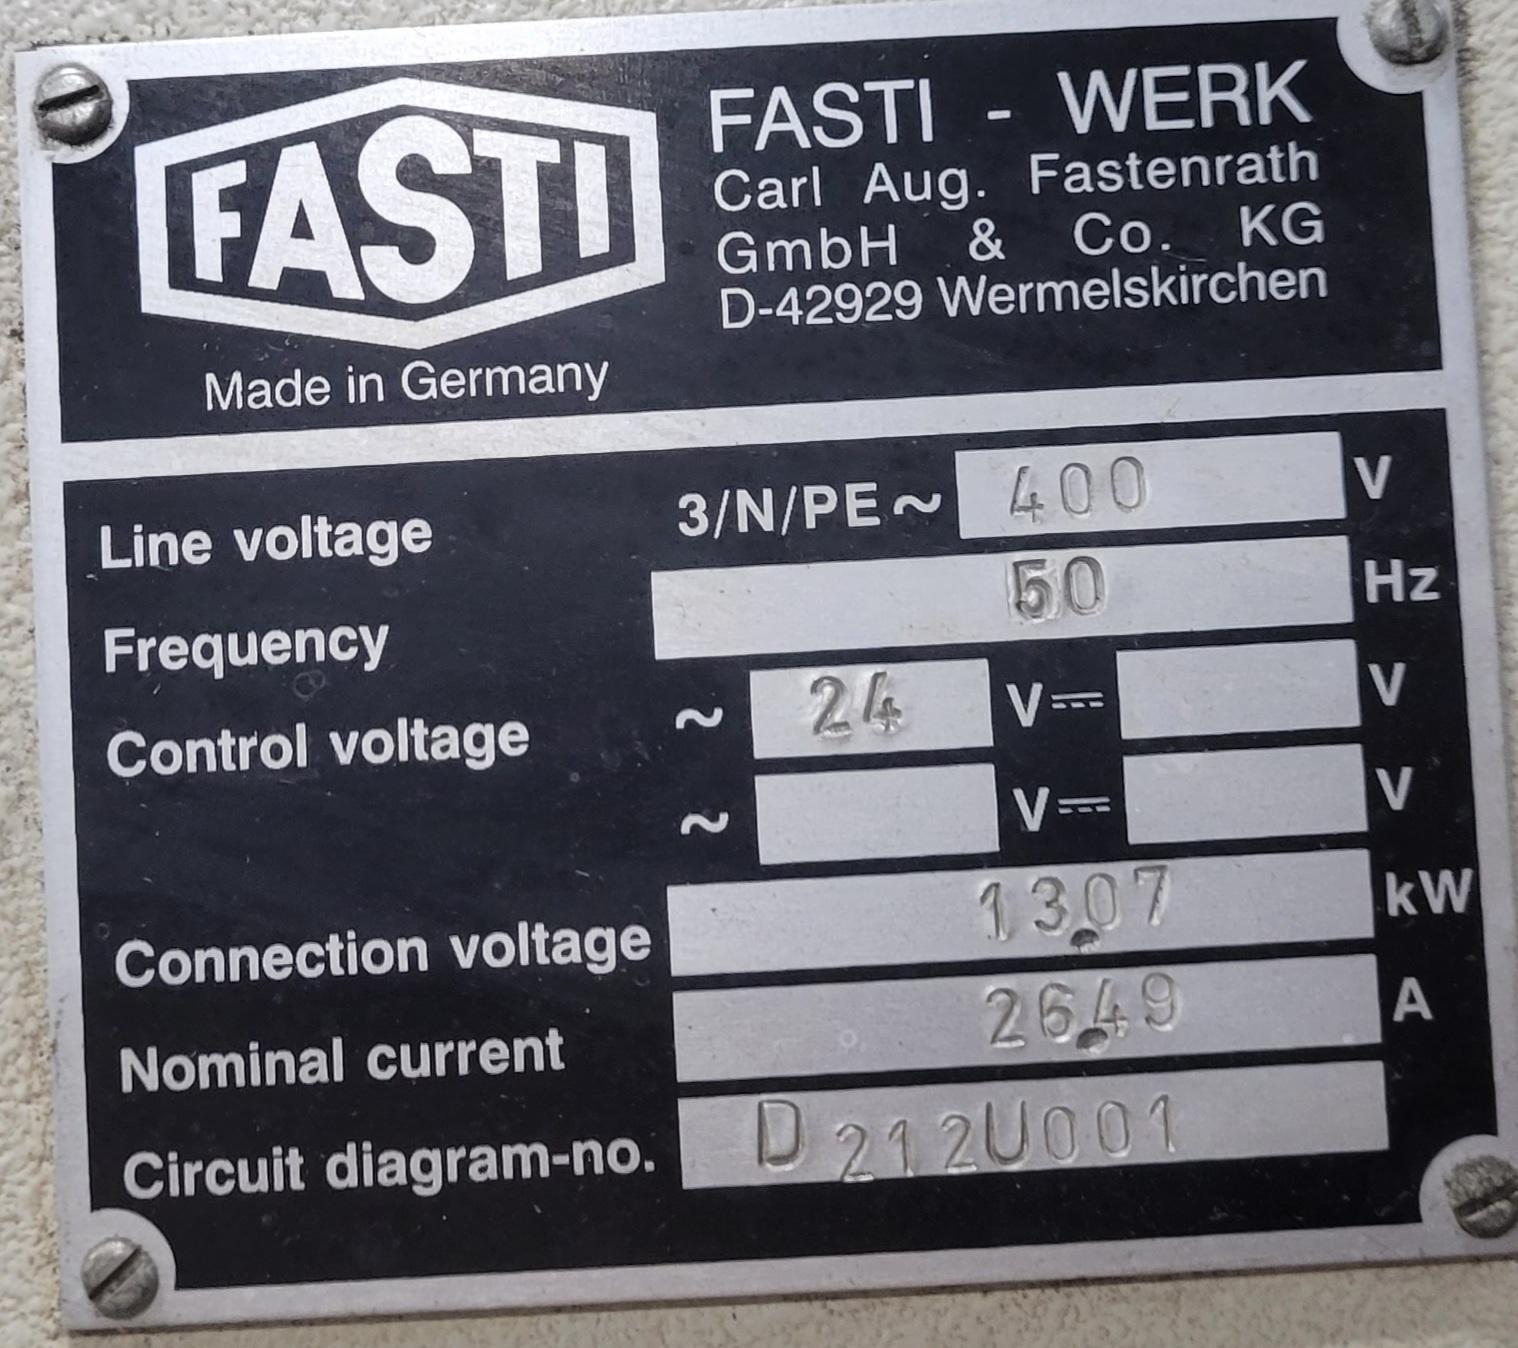 FASTI
Made in Germany
FASTI - WERK
Carl Aug. Fastenrath
GmbH & Co. KG
D-42929 Wermelskirchen
Line voltage 3/N/PE ~ 400 V
Frequency 50 Hz
Control voltage ~ 24 V⎓ V
~ V⎓ V
Connection voltage 13.07 kW
Nominal current 26.49 A
Circuit diagram-no. D 212U001